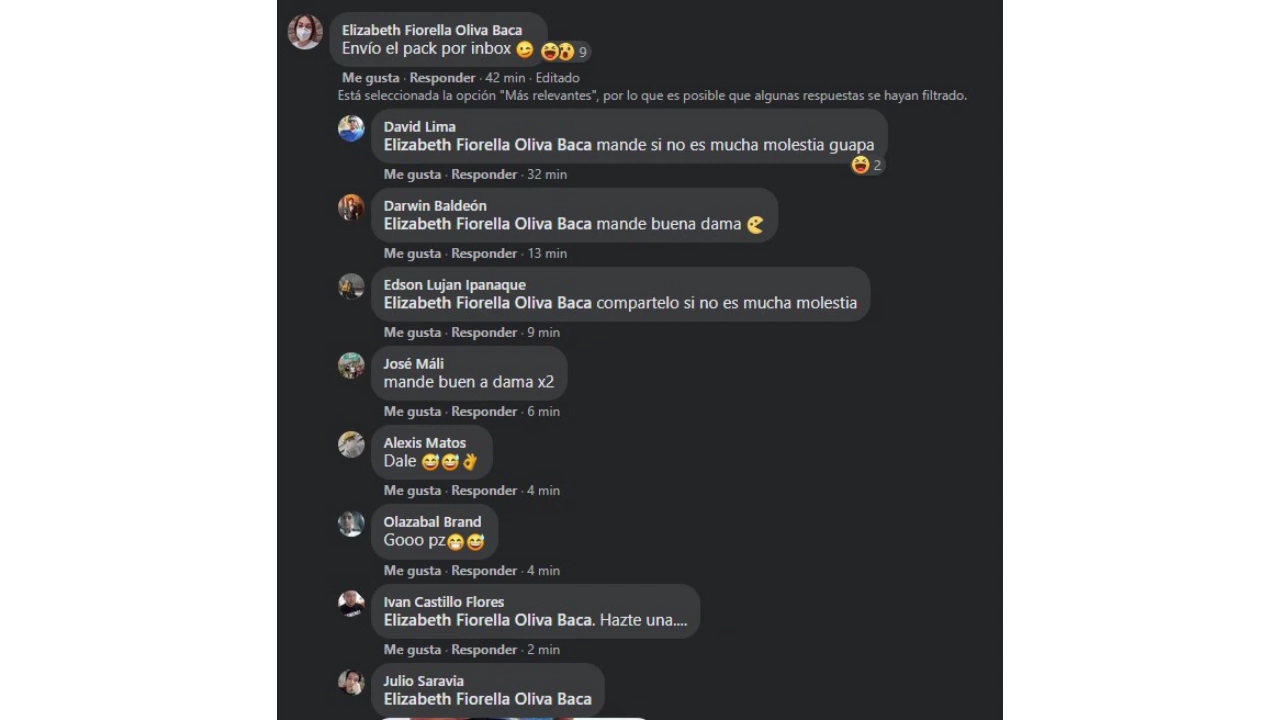 Elizabeth Fiorella Oliva Baca
Envío el pack por inbox 😉 9
Me gusta · Responder · 42 min · Editado
Está seleccionada la opción "Más relevantes", por lo que es posible que algunas respuestas se hayan filtrado.
David Lima
Elizabeth Fiorella Oliva Baca mande si no es mucha molestia guapa
2
Me gusta · Responder · 32 min
Darwin Baldeón
Elizabeth Fiorella Oliva Baca mande buena dama
Me gusta · Responder · 13 min
Edson Lujan Ipanaque
Elizabeth Fiorella Oliva Baca compartelo si no es mucha molestia
Me gusta · Responder · 9 min
José Máli
mande buen a dama x2
Me gusta · Responder · 6 min
Alexis Matos
Dale 😅😅👌
Me gusta · Responder · 4 min
Olazabal Brand
Gooo pz😁😅
Me gusta · Responder · 4 min
Ivan Castillo Flores
Elizabeth Fiorella Oliva Baca. Hazte una....
Me gusta · Responder · 2 min
Julio Saravia
Elizabeth Fiorella Oliva Baca